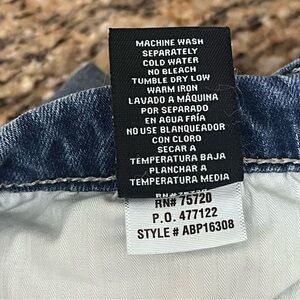 MACHINE WASH
SEPARATELY
COLD WATER
NO BLEACH
TUMBLE DRY LOW
WARM IRON
LAVADO A MÁQUINA
POR SEPARADO
EN AGUA FRÍA
NO USE BLANQUEADOR
CON CLORO
SECAR A
TEMPERATURA BAJA
PLANCHAR A
TEMPERATURA MEDIA
RN# 75720
P.O. 477122
STYLE # ABP16308